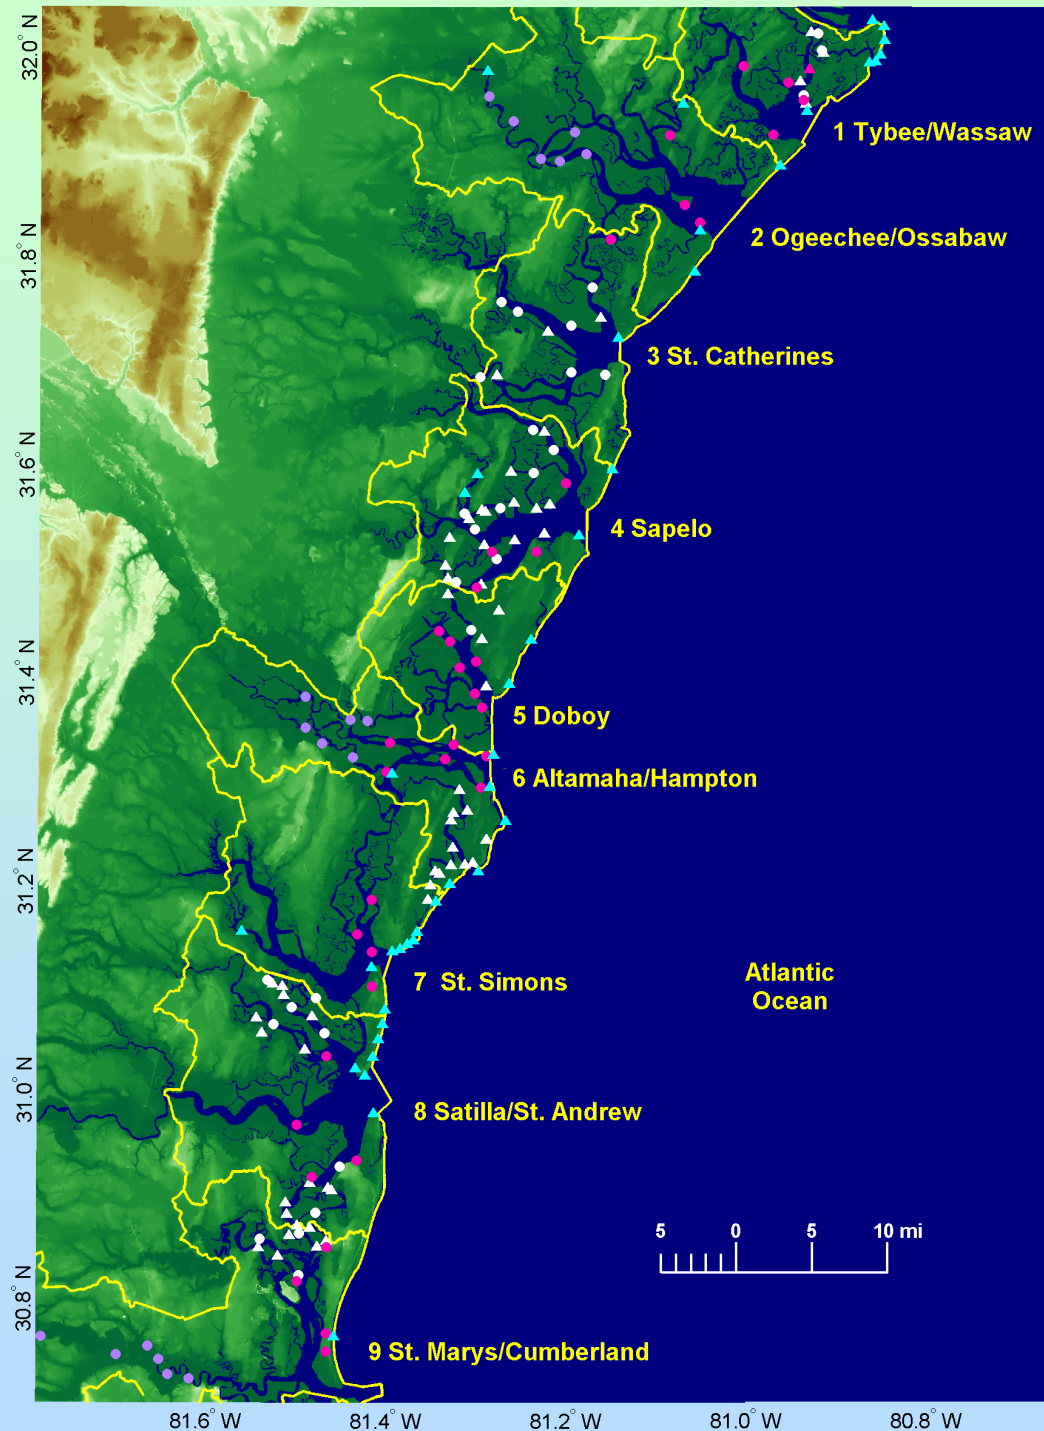 32.0° N
31.8° N
31.6° N
31.4° N
31.2° N
31.0° N
30.8° N
1 Tybee/Wassaw
2 Ogeechee/Ossabaw
3 St. Catherines
4 Sapelo
5 Doboy
6 Altamaha/Hampton
7 St. Simons
Atlantic
Ocean
8 Satilla/St. Andrew
5 0 5 10 mi
9 St. Marys/Cumberland
81.6° W 81.4° W 81.2° W 81.0° W 80.8° W